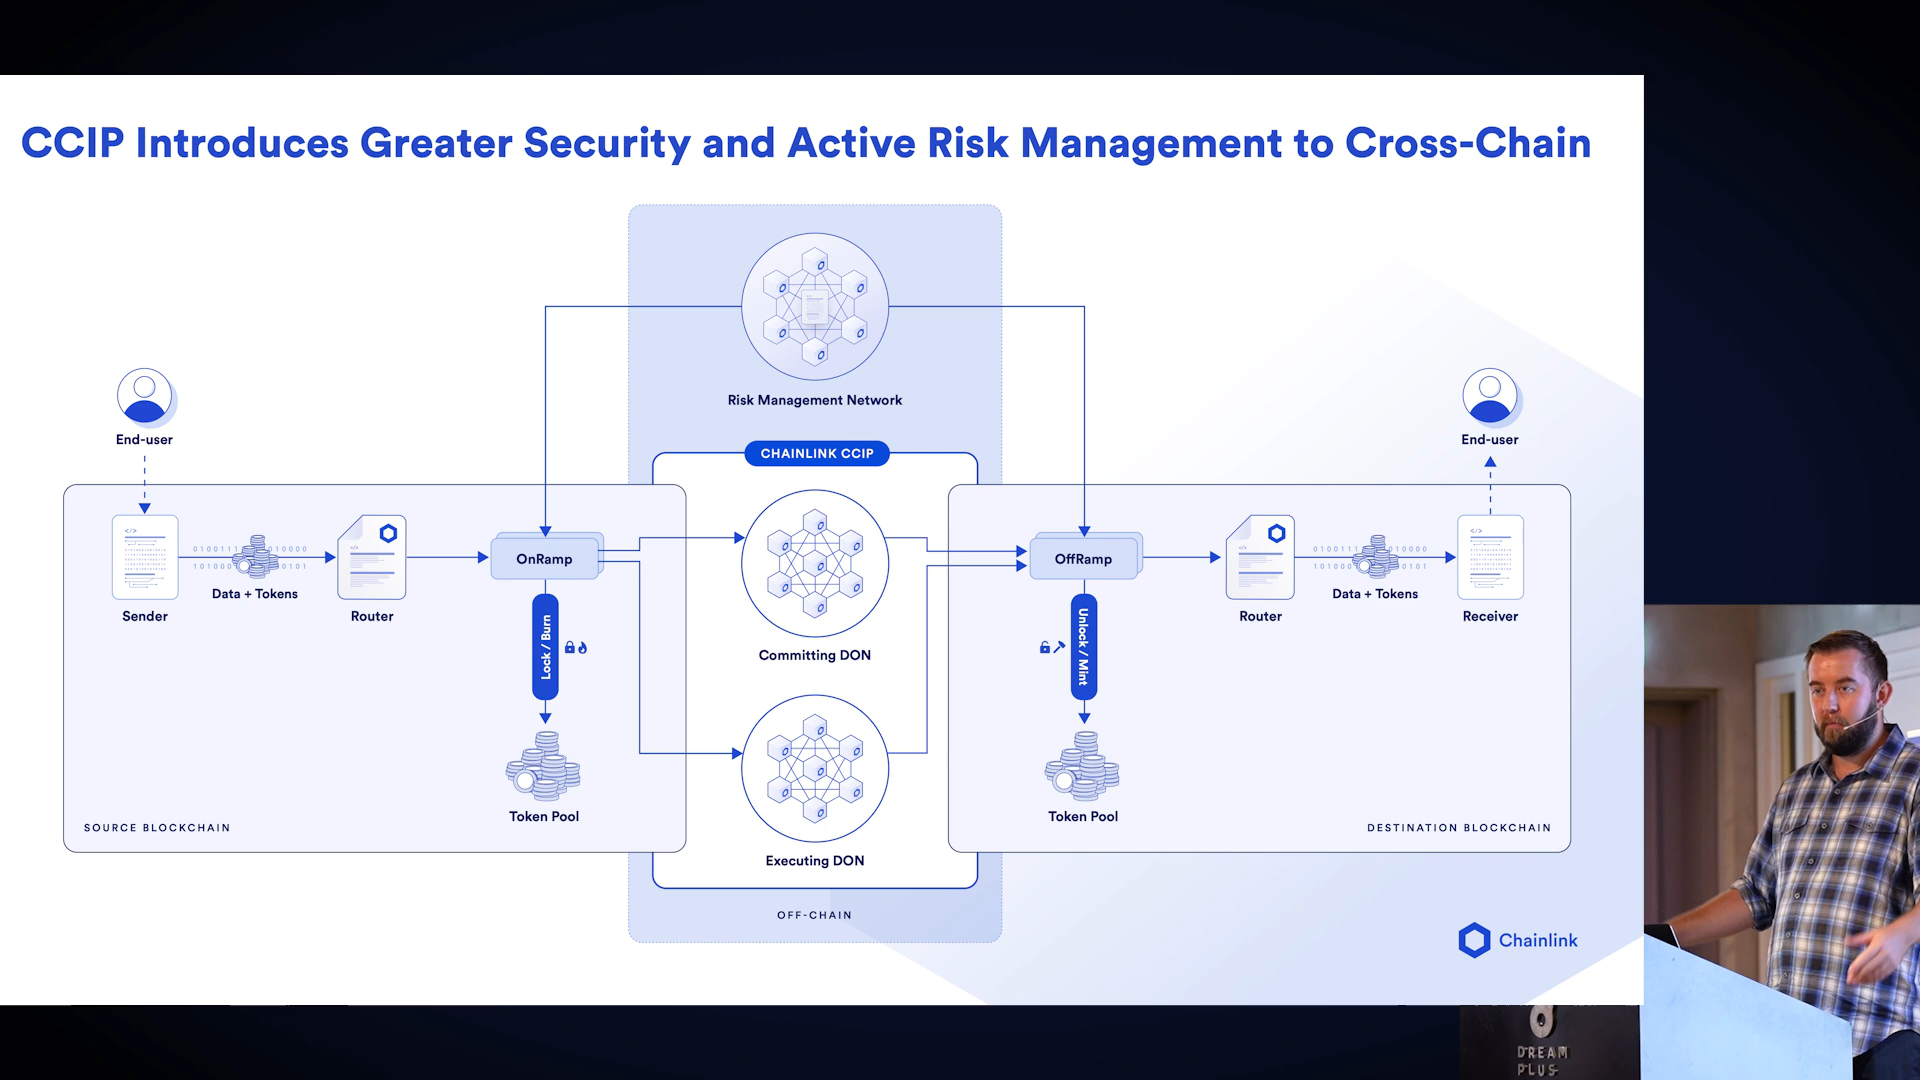 CCIP Introduces Greater Security and Active Risk Management to Cross-Chain
Risk Management Network
End-user
End-user
CHAINLINK CCIP
OnRamp
OffRamp
Data + Tokens
Data + Tokens
Sender
Router
Router
Receiver
Lock / Burn
Unlock / Mint
Committing DON
Token Pool
Token Pool
SOURCE BLOCKCHAIN
DESTINATION BLOCKCHAIN
Executing DON
OFF-CHAIN
Chainlink
DREAM
PLUS